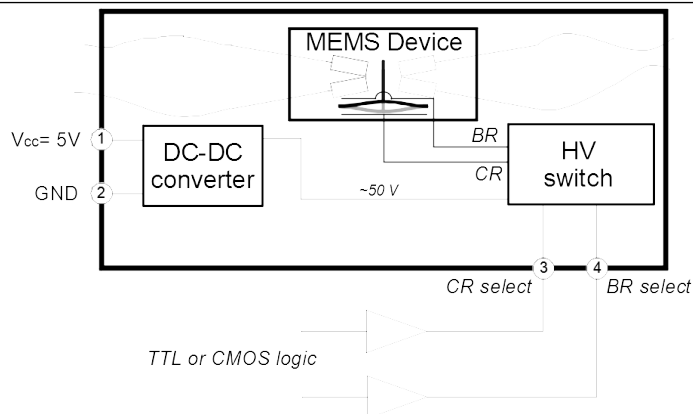 MEMS Device
Vcc= 5V
1
DC-DC
converter
GND
2
BR
CR
HV
switch
~50 V
3
4
CR select
BR select
TTL or CMOS logic